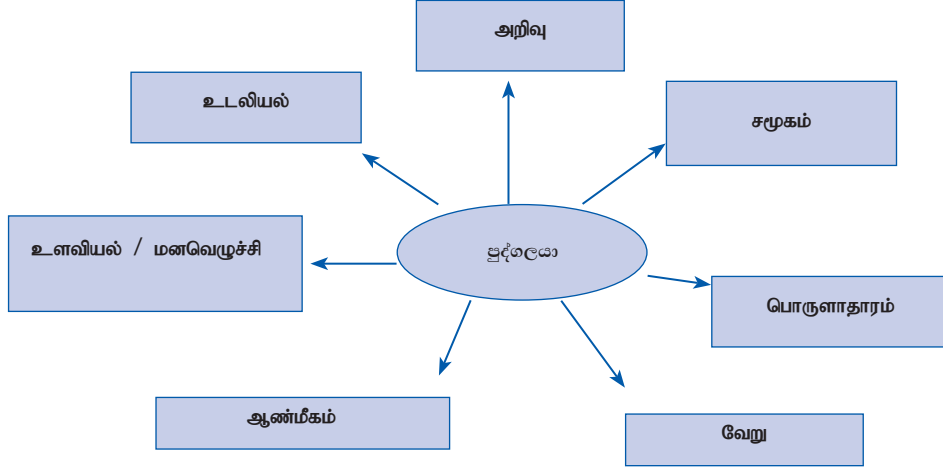 அறிவு
உடலியல்
சமூகம்
உளவியல் / மனவெழுச்சி
පුද්ගලයා
பொருளாதாரம்
ஆண்மீகம்
வேறு